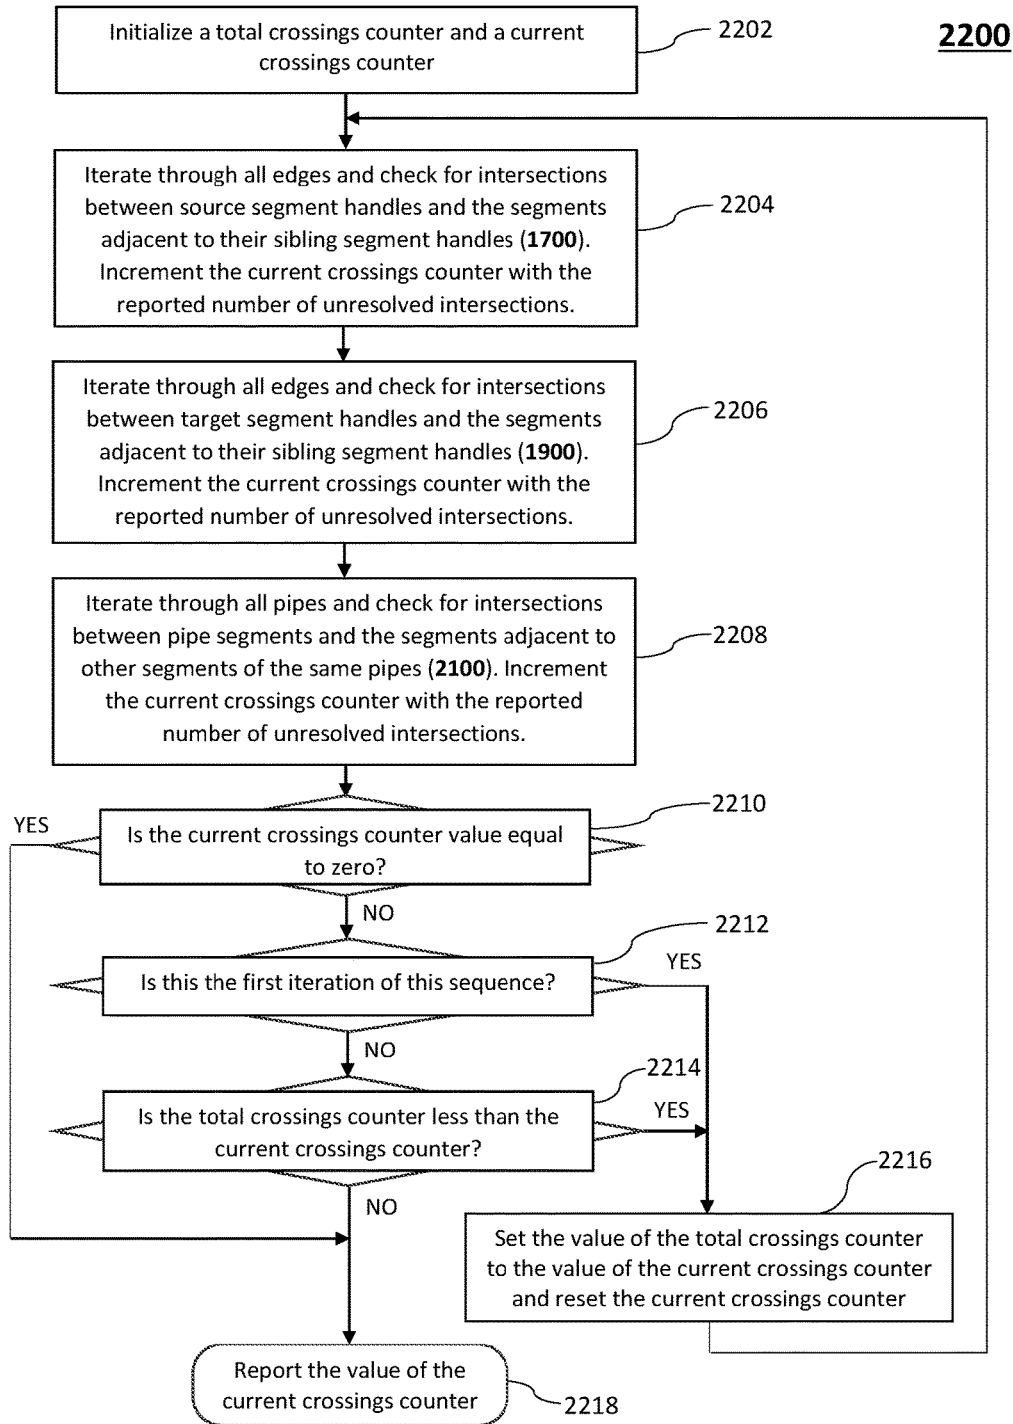 2200
Initialize a total crossings counter and a current
crossings counter
2202
Iterate through all edges and check for intersections
between source segment handles and the segments
adjacent to their sibling segment handles (1700).
Increment the current crossings counter with the
reported number of unresolved intersections.
2204
Iterate through all edges and check for intersections
between target segment handles and the segments
adjacent to their sibling segment handles (1900).
Increment the current crossings counter with the
reported number of unresolved intersections.
2206
Iterate through all pipes and check for intersections
between pipe segments and the segments adjacent to
other segments of the same pipes (2100). Increment
the current crossings counter with the reported
number of unresolved intersections.
2208
Is the current crossings counter value equal
to zero?
2210
YES
NO
Is this the first iteration of this sequence?
2212
YES
NO
Is the total crossings counter less than the
current crossings counter?
2214
YES
NO
Set the value of the total crossings counter
to the value of the current crossings counter
and reset the current crossings counter
2216
Report the value of the
current crossings counter
2218